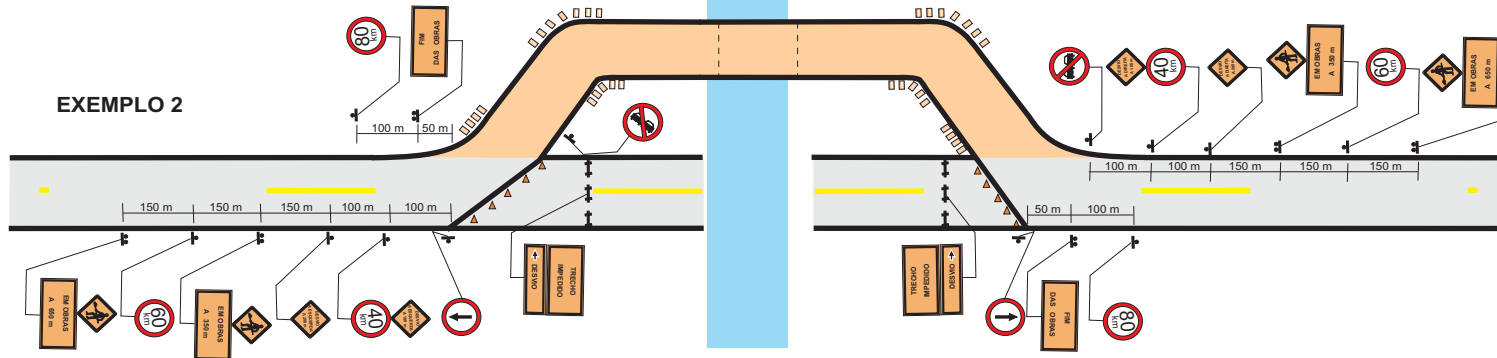 80
km
FIM
DAS OBRAS
40
km
EM OBRAS
A 350 m
60
km
EM OBRAS
A 650 m
EXEMPLO 2
100 m
50 m
100 m
100 m
150 m
150 m
150 m
150 m
150 m
150 m
100 m
100 m
50 m
100 m
EM OBRAS
A 650 m
60
km
EM OBRAS
A 350 m
40
km
TRECHO
IMPEDIDO
DESVIO
TRECHO
IMPEDIDO
DESVIO
FIM
DAS OBRAS
80
km